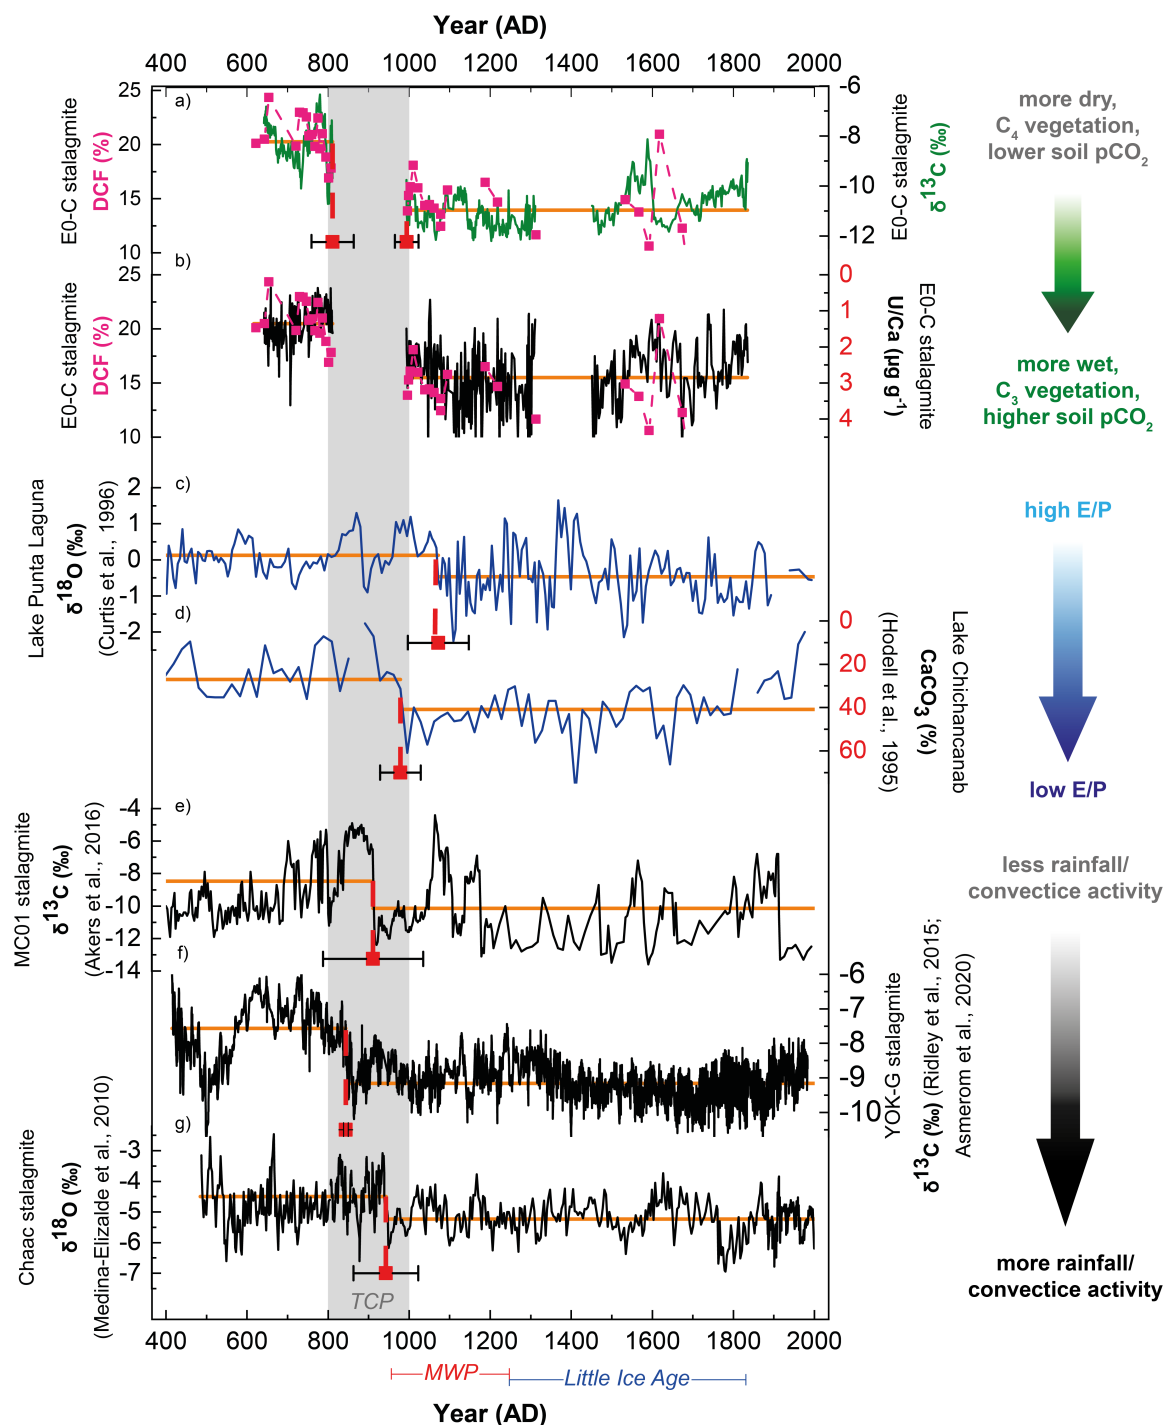 Year (AD)
400 600 800 1000 1200 1400 1600 1800 2000
a)
25
20
15
10
E0-C stalagmite
DCF (%)
-6
-8
-10
-12
E0-C stalagmite
δ13C (‰)
more dry,
C4 vegetation,
lower soil pCO2
b)
25
20
15
10
E0-C stalagmite
DCF (%)
0
1
2
3
4
U/Ca (µg g-1)
E0-C stalagmite
more wet,
C3 vegetation,
higher soil pCO2
c)
2
1
0
-1
-2
Lake Punta Laguna
δ18O (‰)
(Curtis et al., 1996)
high E/P
d)
0
20
40
60
(Hodell et al., 1995)
CaCO3 (%)
Lake Chichancanab
low E/P
e)
-4
-6
-8
-10
-12
-14
MC01 stalagmite
δ13C (‰)
(Akers et al., 2016)
less rainfall/
convectice activity
f)
-6
-7
-8
-9
-10
YOK-G stalagmite
δ13C (‰) (Ridley et al., 2015;
Asmerom et al., 2020)
g)
-3
-4
-5
-6
-7
Chaac stalagmite
δ18O (‰)
(Medina-Elizalde et al., 2010)
more rainfall/
convectice activity
TCP
400 600 800 1000 1200 1400 1600 1800 2000
MWP
Little Ice Age
Year (AD)